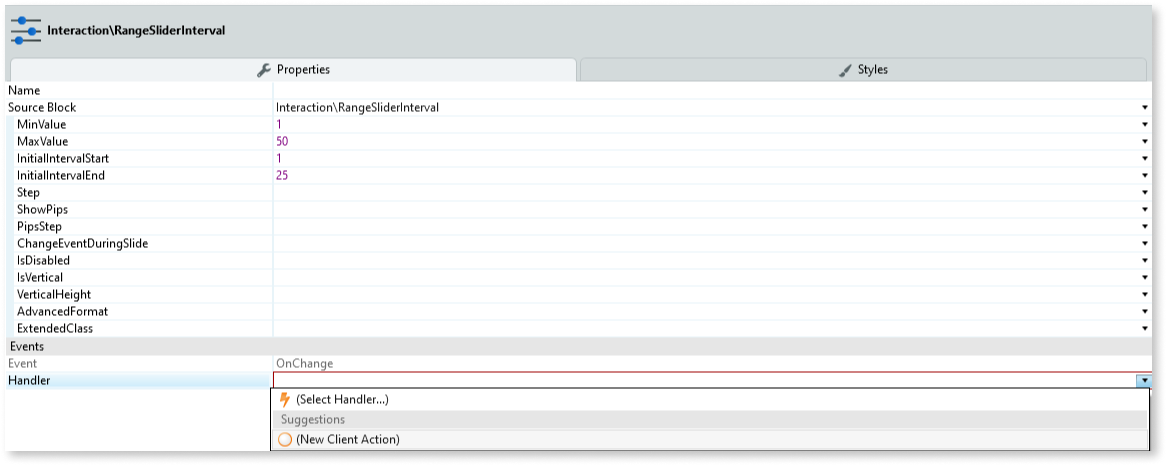 Interaction\RangeSliderInterval
Properties Styles
Name
Source Block Interaction\RangeSliderInterval
MinValue 1
MaxValue 50
InitialIntervalStart 1
InitialIntervalEnd 25
Step
ShowPips
PipsStep
ChangeEventDuringSlide
IsDisabled
IsVertical
VerticalHeight
AdvancedFormat
ExtendedClass
Events
Event OnChange
Handler
(Select Handler...)
Suggestions
(New Client Action)